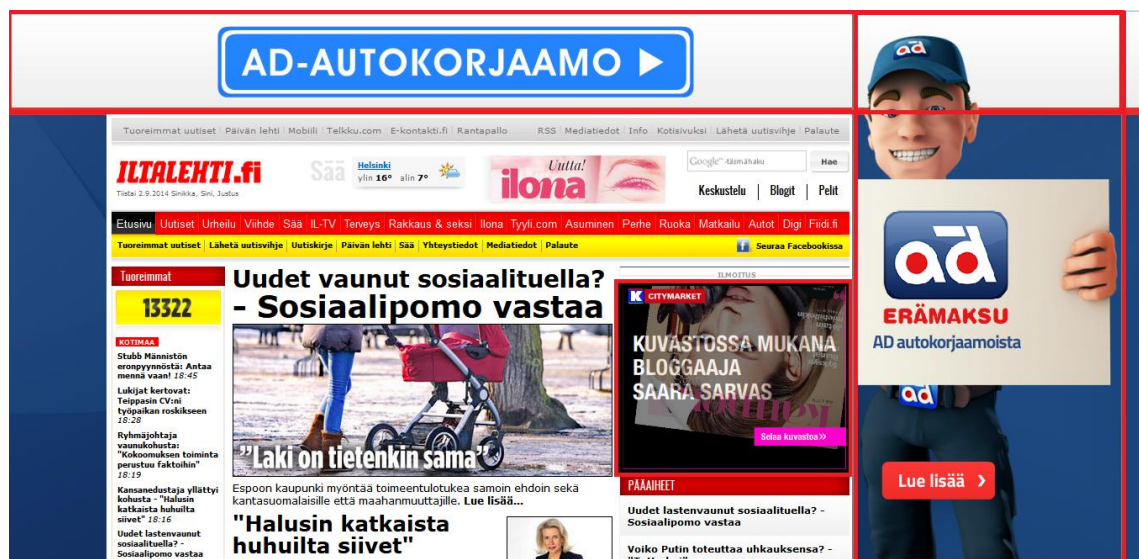 AD-AUTOKORJAAMO
ad
Tuoreimmat uutiset Päivän lehti Mobiili Telkku.com E-kontakti.fi Rantapallo RSS Mediatiedot Info Kotisivuksi Lähetä uutisvihje Palaute
ILTALEHTI.fi
Tiistai 2.9.2014 Sinikka, Sini, Justus
Sää
Helsinki
ylin 16° alin 7°
Uutta!
ilona
Google™ -täsmähaku
Hae
Keskustelu | Blogit | Pelit
Etusivu Uutiset Urheilu Viihde Sää IL-TV Terveys Rakkaus & seksi Ilona Tyyli.com Asuminen Perhe Ruoka Matkailu Autot Digi Fiidi.fi
Tuoreimmat uutiset Lähetä uutisvihje Uutiskirje Päivän lehti Sää Yhteystiedot Mediatiedot Palaute
f Seuraa Facebookissa
Tuoreimmat
13322
KOTIMAA
Stubb Männistön
eronpyynnöstä: Antaa
mennä vaan! 18:45
Lukijat kertovat:
Teippasin CV:ni
työpaikan roskikseen
18:28
Ryhmäjohtaja
vaunukohusta:
"Kokoomuksen toiminta
perustuu faktoihin"
18:19
Kansanedustaja yllättyi
kohusta - "Halusin
katkaista huhuilta
siivet" 18:16
Uudet lastenvaunut
sosiaalituella? -
Sosiaalipomo vastaa
Uudet vaunut sosiaalituella?
- Sosiaalipomo vastaa
"Laki on tietenkin sama"
Espoon kaupunki myöntää toimeentulotukea samoin ehdoin sekä
kantasuomalaisille että maahanmuuttajille. Lue lisää...
"Halusin katkaista
huhuilta siivet"
ILMOITUS
K CITYMARKET
KUVASTOSSA MUKANA
BLOGGAAJA
SAARA SARVAS
Selaa kuvastoa>>
PÄÄAIHEET
Uudet lastenvaunut sosiaalituella? -
Sosiaalipomo vastaa
Voiko Putin toteuttaa uhkauksensa? -
ad
ERÄMAKSU
AD autokorjaamoista
ad
Lue lisää